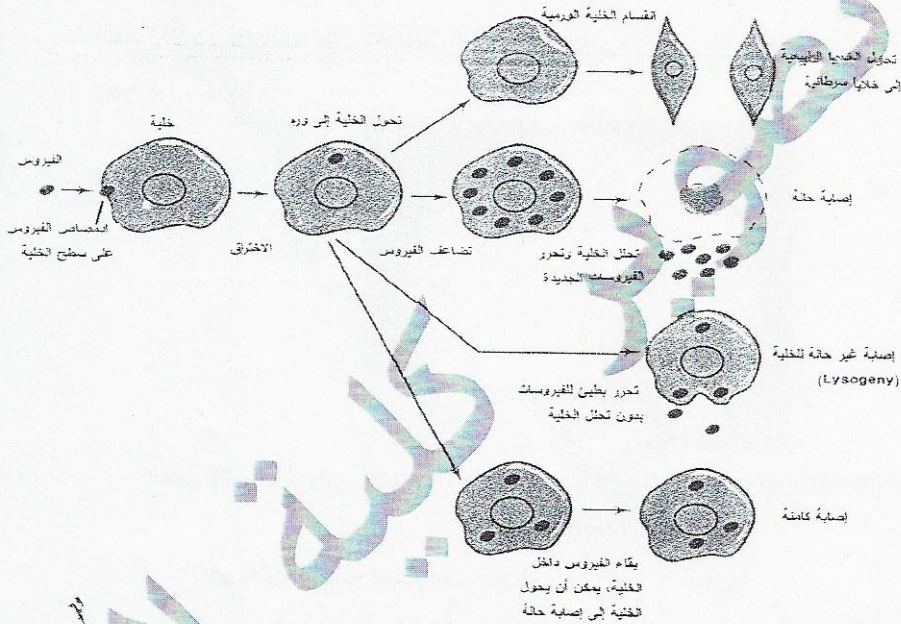 انقسام الخلية الورمية
تحول الخلايا الطبيعية
إلى خلايا سرطانية
خلية
تحول الخلية إلى ورم
الفيروس
إصابة حالة
ادمصاص الفيروس
على سطح الخلية
الاختراق
تضاعف الفيروس
تحلل الخلية وتحرر
الفيروسات الجديدة
إصابة غير حالة للخلية
(Lysogeny)
تحرر بطيئ للفيروسات
بدون تحلل الخلية
إصابة كامنة
بقاء الفيروس داخل
الخلية، يمكن أن يحول
الخلية إلى إصابة حالة
كلية